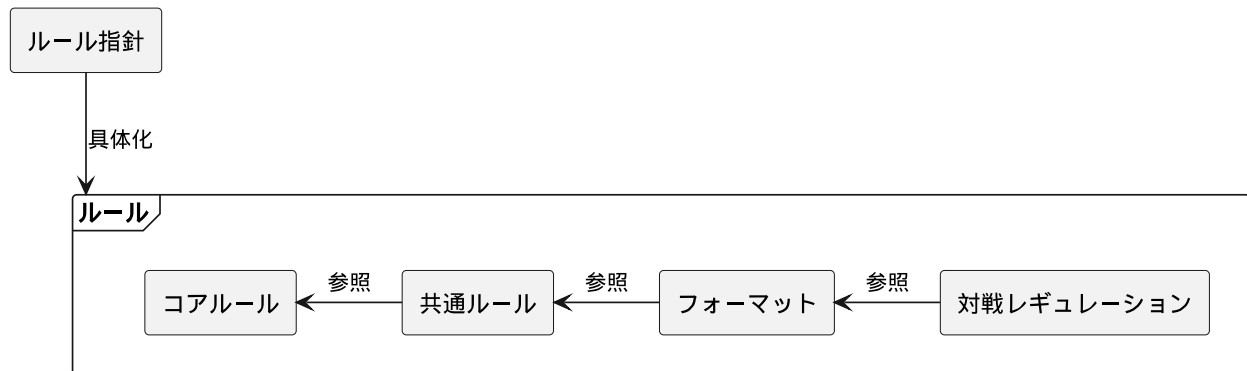 ルール指針
具体化
ルール
コアルール
参照
共通ルール
参照
フォーマット
参照
対戦レギュレーション